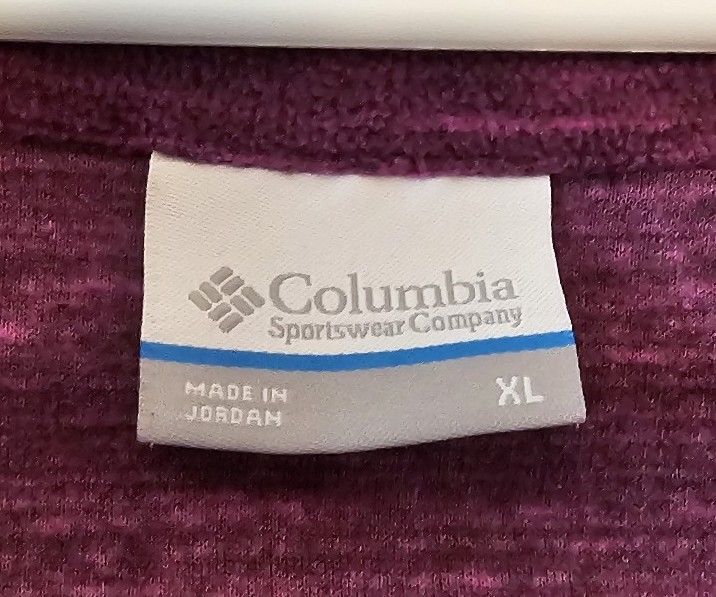 Columbia
Sportswear Company
MADE IN XL
JORDAN